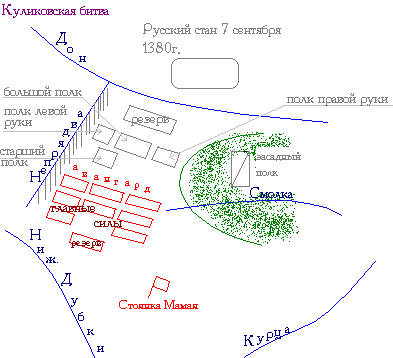 Куликовская битва
Русский стан 7 сентября
1380г.
Дон
большой полк
полк правой руки
полк левой
руки
резерв
Непрядва
старший
полк
засадный
полк
авангард
Смолка
главные
силы
Ниж.
резерв
Дубки
Стоянка Мамая
Курца